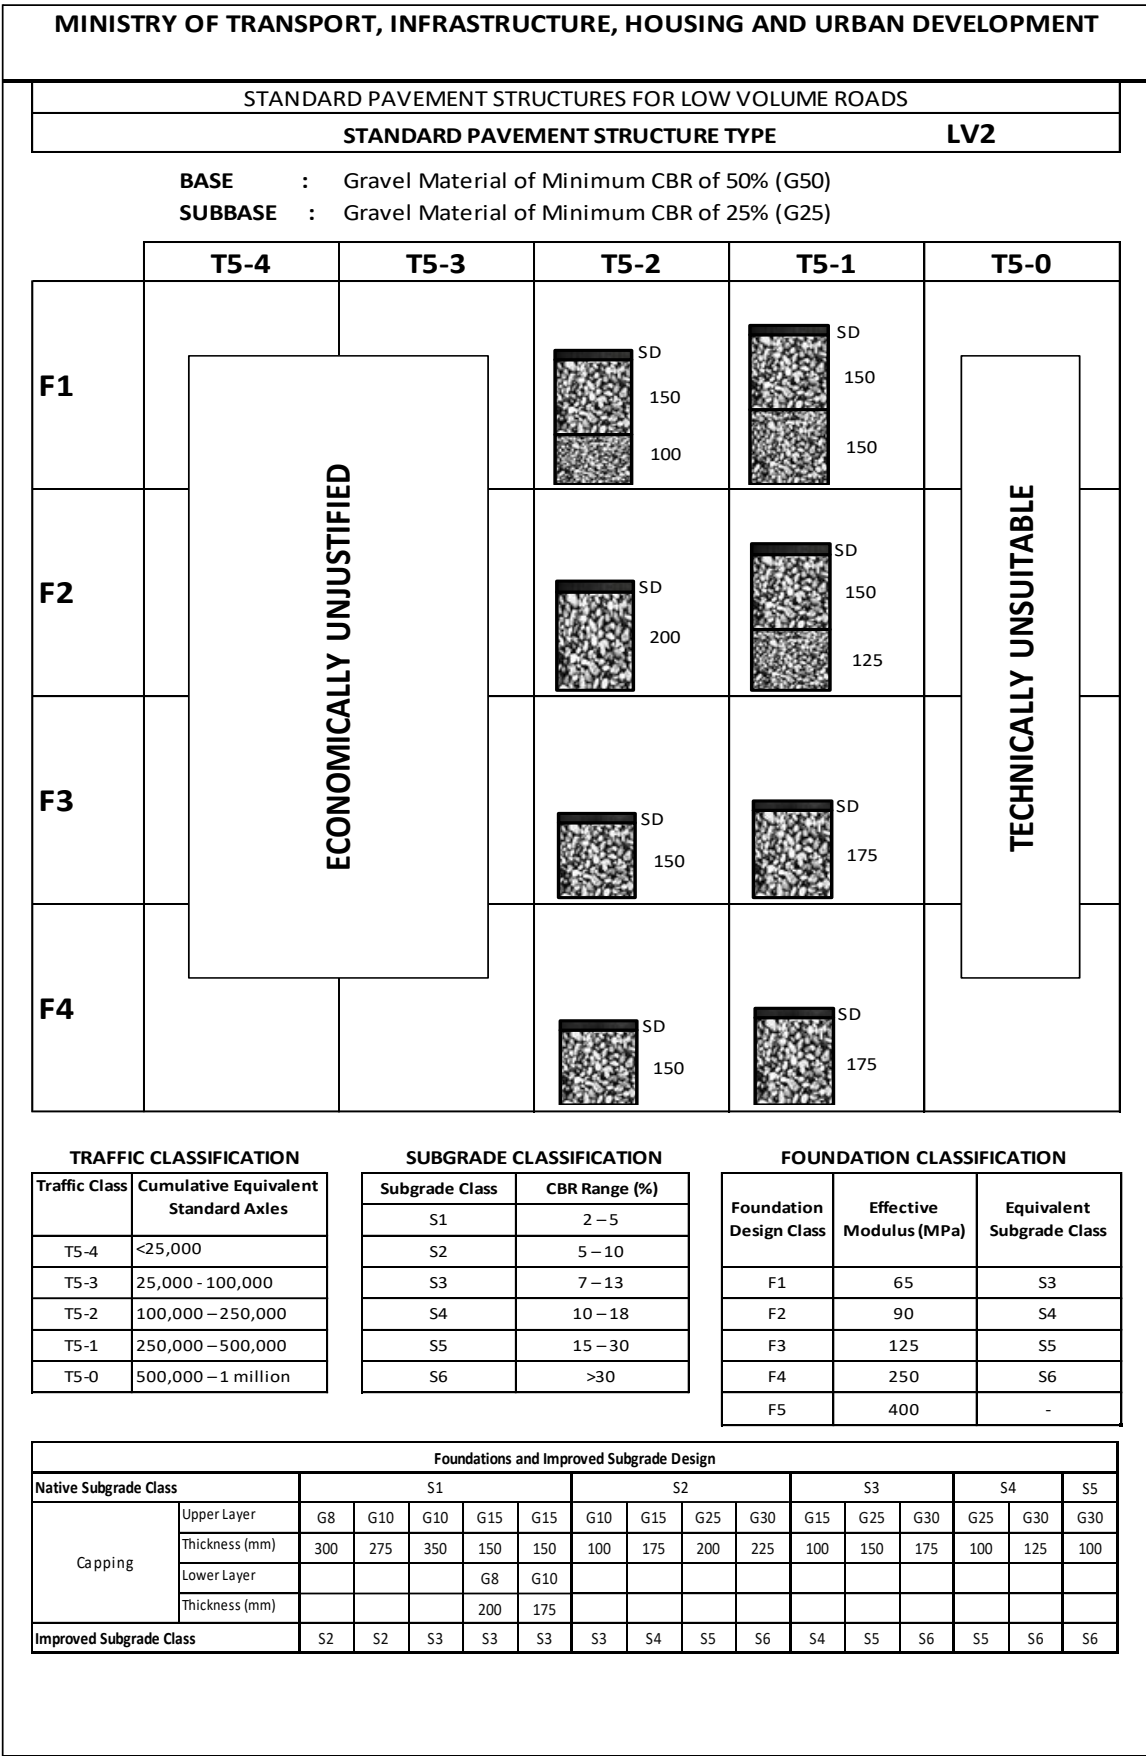 MINISTRY OF TRANSPORT, INFRASTRUCTURE, HOUSING AND URBAN DEVELOPMENT
STANDARD PAVEMENT STRUCTURES FOR LOW VOLUME ROADS
STANDARD PAVEMENT STRUCTURE TYPE LV2
BASE : Gravel Material of Minimum CBR of 50% (G50)
SUBBASE : Gravel Material of Minimum CBR of 25% (G25)
T5-4 T5-3 T5-2 T5-1 T5-0
F1
SD
150
100
SD
150
150
F2
SD
200
SD
150
125
F3
SD
150
SD
175
F4
SD
150
SD
175
ECONOMICALLY UNJUSTIFIED
TECHNICALLY UNSUITABLE
TRAFFIC CLASSIFICATION
Traffic Class Cumulative Equivalent
Standard Axles
T5-4 <25,000
T5-3 25,000 - 100,000
T5-2 100,000 – 250,000
T5-1 250,000 – 500,000
T5-0 500,000 – 1 million
SUBGRADE CLASSIFICATION
Subgrade Class CBR Range (%)
S1 2 – 5
S2 5 – 10
S3 7 – 13
S4 10 – 18
S5 15 – 30
S6 >30
FOUNDATION CLASSIFICATION
Foundation Effective Equivalent
Design Class Modulus (MPa) Subgrade Class
F1 65 S3
F2 90 S4
F3 125 S5
F4 250 S6
F5 400 -
Foundations and Improved Subgrade Design
Native Subgrade Class S1 S2 S3 S4 S5
Capping
Upper Layer G8 G10 G10 G15 G15 G10 G15 G25 G30 G15 G25 G30 G25 G30 G30
Thickness (mm) 300 275 350 150 150 100 175 200 225 100 150 175 100 125 100
Lower Layer G8 G10
Thickness (mm) 200 175
Improved Subgrade Class S2 S2 S3 S3 S3 S3 S4 S5 S6 S4 S5 S6 S5 S6 S6